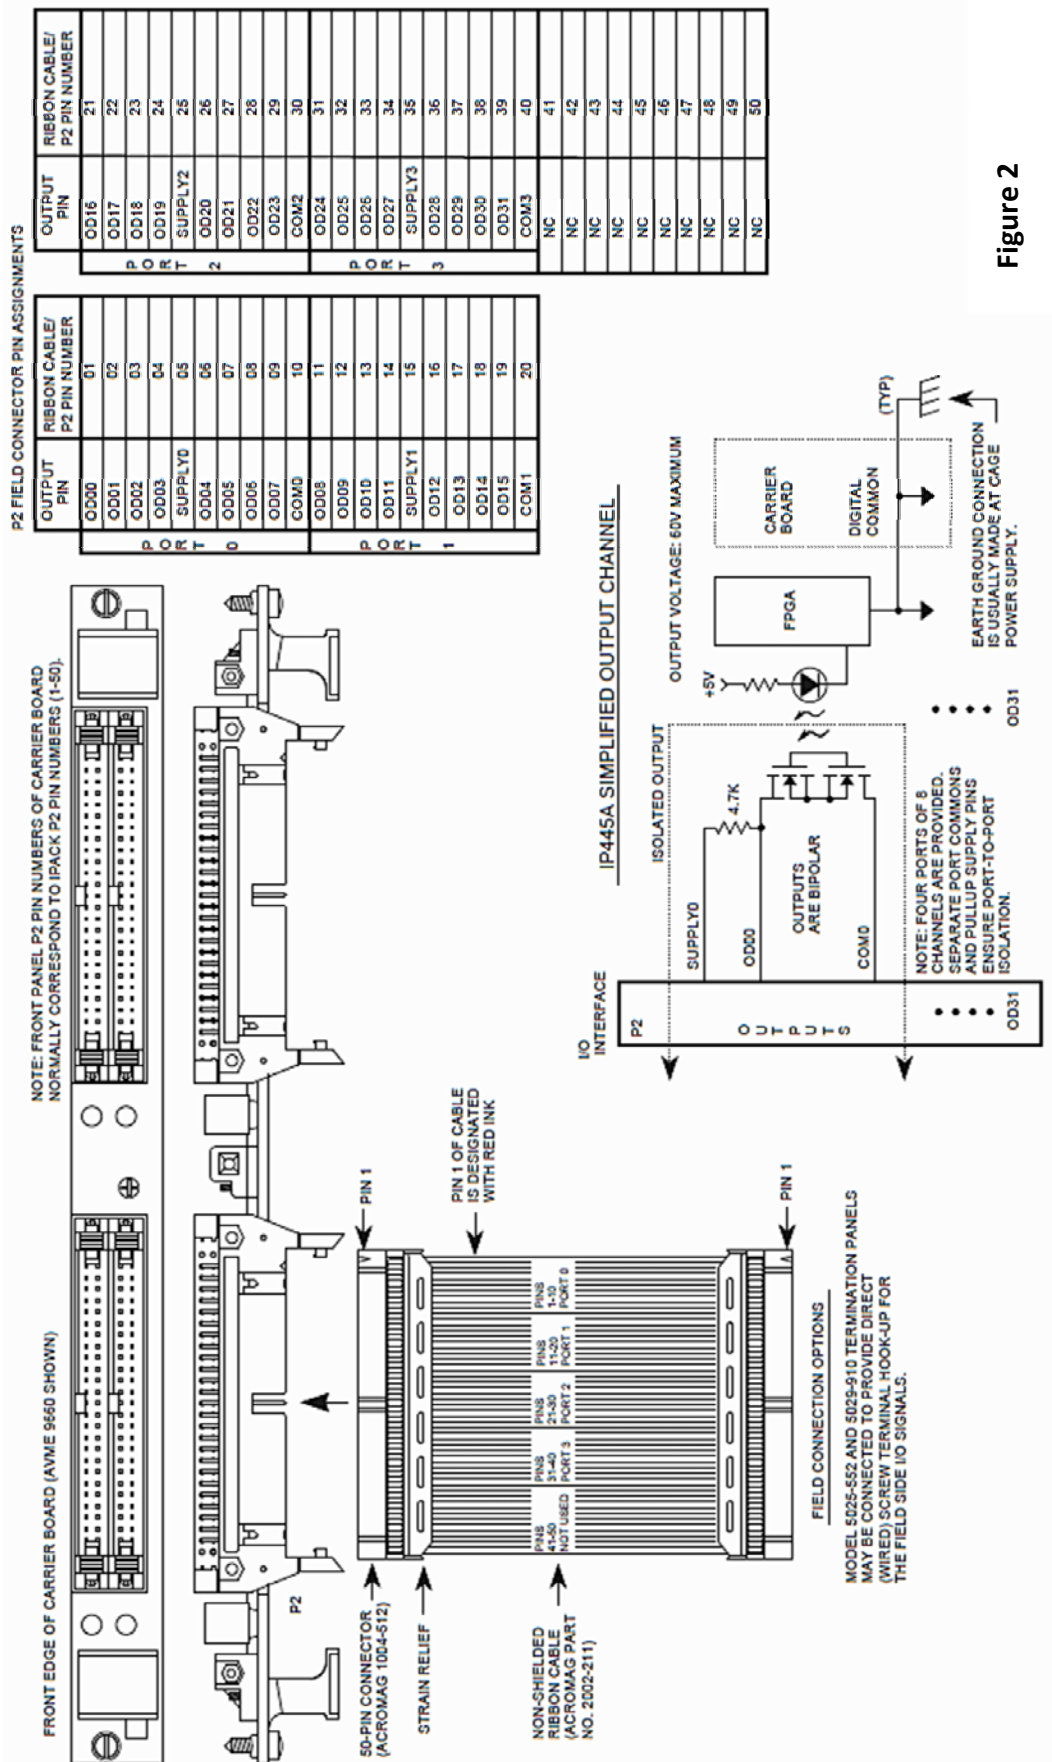 P2 FIELD CONNECTOR PIN ASSIGNMENTS
OUTPUT PIN RIBBON CABLE/ P2 PIN NUMBER
PORT 0
OD00 01
OD01 02
OD02 03
OD03 04
SUPPLY0 05
OD04 06
OD05 07
OD06 08
OD07 09
COM0 10
PORT 1
OD08 11
OD09 12
OD10 13
OD11 14
SUPPLY1 15
OD12 16
OD13 17
OD14 18
OD15 19
COM1 20
OUTPUT PIN RIBBON CABLE/ P2 PIN NUMBER
PORT 2
OD16 21
OD17 22
OD18 23
OD19 24
SUPPLY2 25
OD20 26
OD21 27
OD22 28
OD23 29
COM2 30
PORT 3
OD24 31
OD25 32
OD26 33
OD27 34
SUPPLY3 35
OD28 36
OD29 37
OD30 38
OD31 39
COM3 40
NC 41
NC 42
NC 43
NC 44
NC 45
NC 46
NC 47
NC 48
NC 49
NC 50
FRONT EDGE OF CARRIER BOARD (AVME 9660 SHOWN)
NOTE: FRONT PANEL P2 PIN NUMBERS OF CARRIER BOARD
NORMALLY CORRESPOND TO IPACK P2 PIN NUMBERS (1-50).
P2
50-PIN CONNECTOR
(ACROMAG 1004-512)
STRAIN RELIEF
NON-SHIELDED
RIBBON CABLE
(ACROMAG PART
NO. 2002-211)
PIN 1
PIN 1 OF CABLE
IS DESIGNATED
WITH RED INK
PINS
41-50
NOT USED
PINS
31-40
PORT 3
PINS
21-30
PORT 2
PINS
11-20
PORT 1
PINS
1-10
PORT 0
PIN 1
FIELD CONNECTION OPTIONS
MODEL 5025-552 AND 5029-910 TERMINATION PANELS
MAY BE CONNECTED TO PROVIDE DIRECT
(WIRED) SCREW TERMINAL HOOK-UP FOR
THE FIELD SIDE I/O SIGNALS.
IP445A SIMPLIFIED OUTPUT CHANNEL
I/O
INTERFACE
P2
OUTPUTS
OD31
ISOLATED OUTPUT
OUTPUT VOLTAGE: 60V MAXIMUM
SUPPLY0
4.7K
OD00
OUTPUTS
ARE BIPOLAR
COM0
+5V
FPGA
CARRIER
BOARD
DIGITAL
COMMON
(TYP)
NOTE: FOUR PORTS OF 8
CHANNELS ARE PROVIDED.
SEPARATE PORT COMMONS
AND PULLUP SUPPLY PINS
ENSURE PORT-TO-PORT
ISOLATION.
OD31
EARTH GROUND CONNECTION
IS USUALLY MADE AT CAGE
POWER SUPPLY.
Figure 2